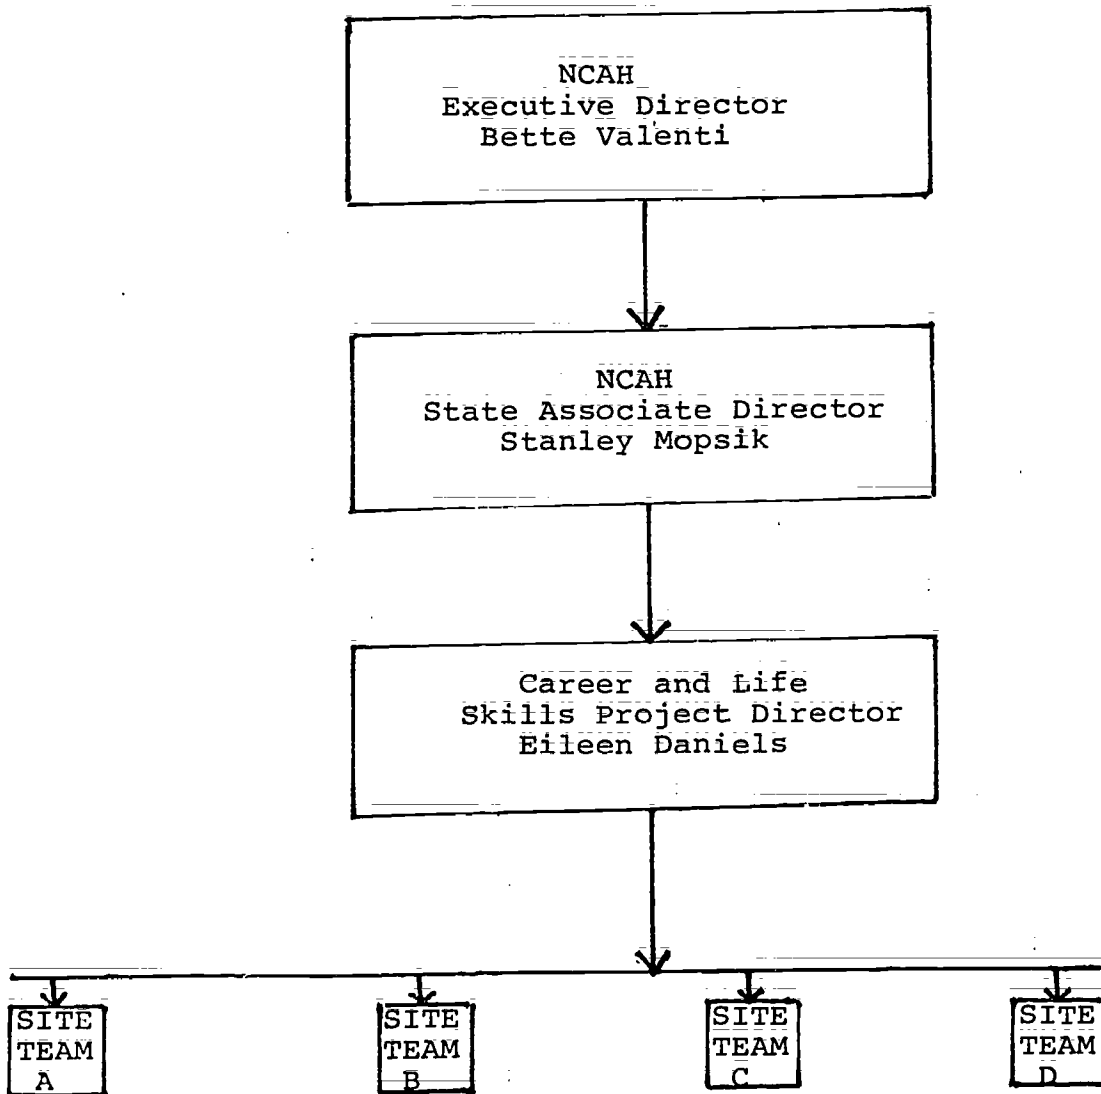 NCAH
Executive Director
Bette Valenti
NCAH
State Associate Director
Stanley Mopsik
Career and Life
Skills Project Director
Eileen Daniels
SITE
TEAM
A
SITE
TEAM
B
SITE
TEAM
C
SITE
TEAM
D